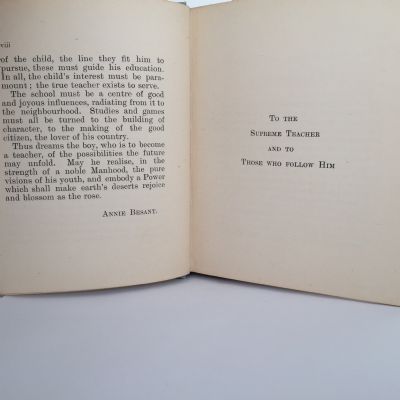 viii
of the child, the line they fit him to
pursue, these must guide his education.
In all, the child's interest must be para-
mount; the true teacher exists to serve.
The school must be a centre of good
and joyous influences, radiating from it to
the neighbourhood. Studies and games
must all be turned to the building of
character, to the making of the good
citizen, the lover of his country.
Thus dreams the boy, who is to become
a teacher, of the possibilities the future
may unfold. May he realise, in the
strength of a noble Manhood, the pure
visions of his youth, and embody a Power
which shall make earth's deserts rejoice
and blossom as the rose.
ANNIE BESANT.
TO THE
SUPREME TEACHER
AND TO
THOSE WHO FOLLOW HIM